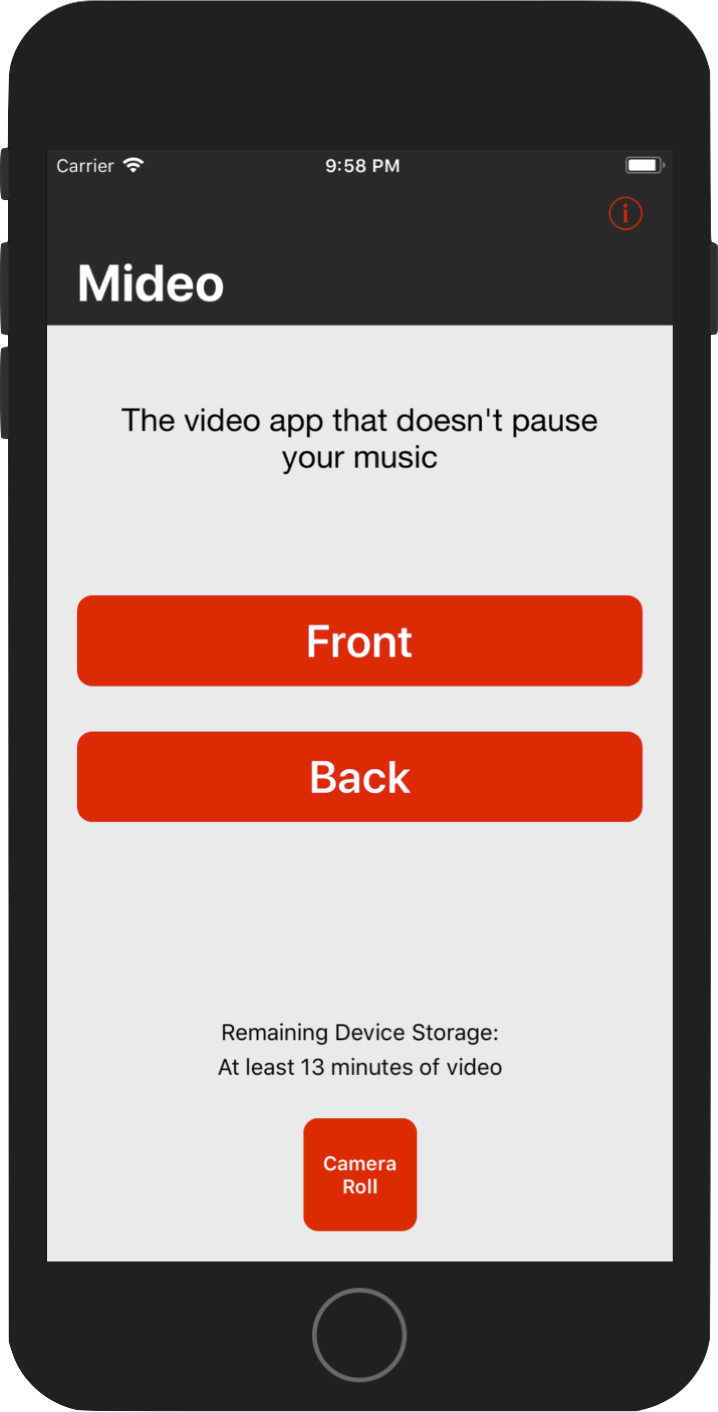 Carrier 9:58 PM
i
Mideo
The video app that doesn't pause
your music
Front
Back
Remaining Device Storage:
At least 13 minutes of video
Camera
Roll